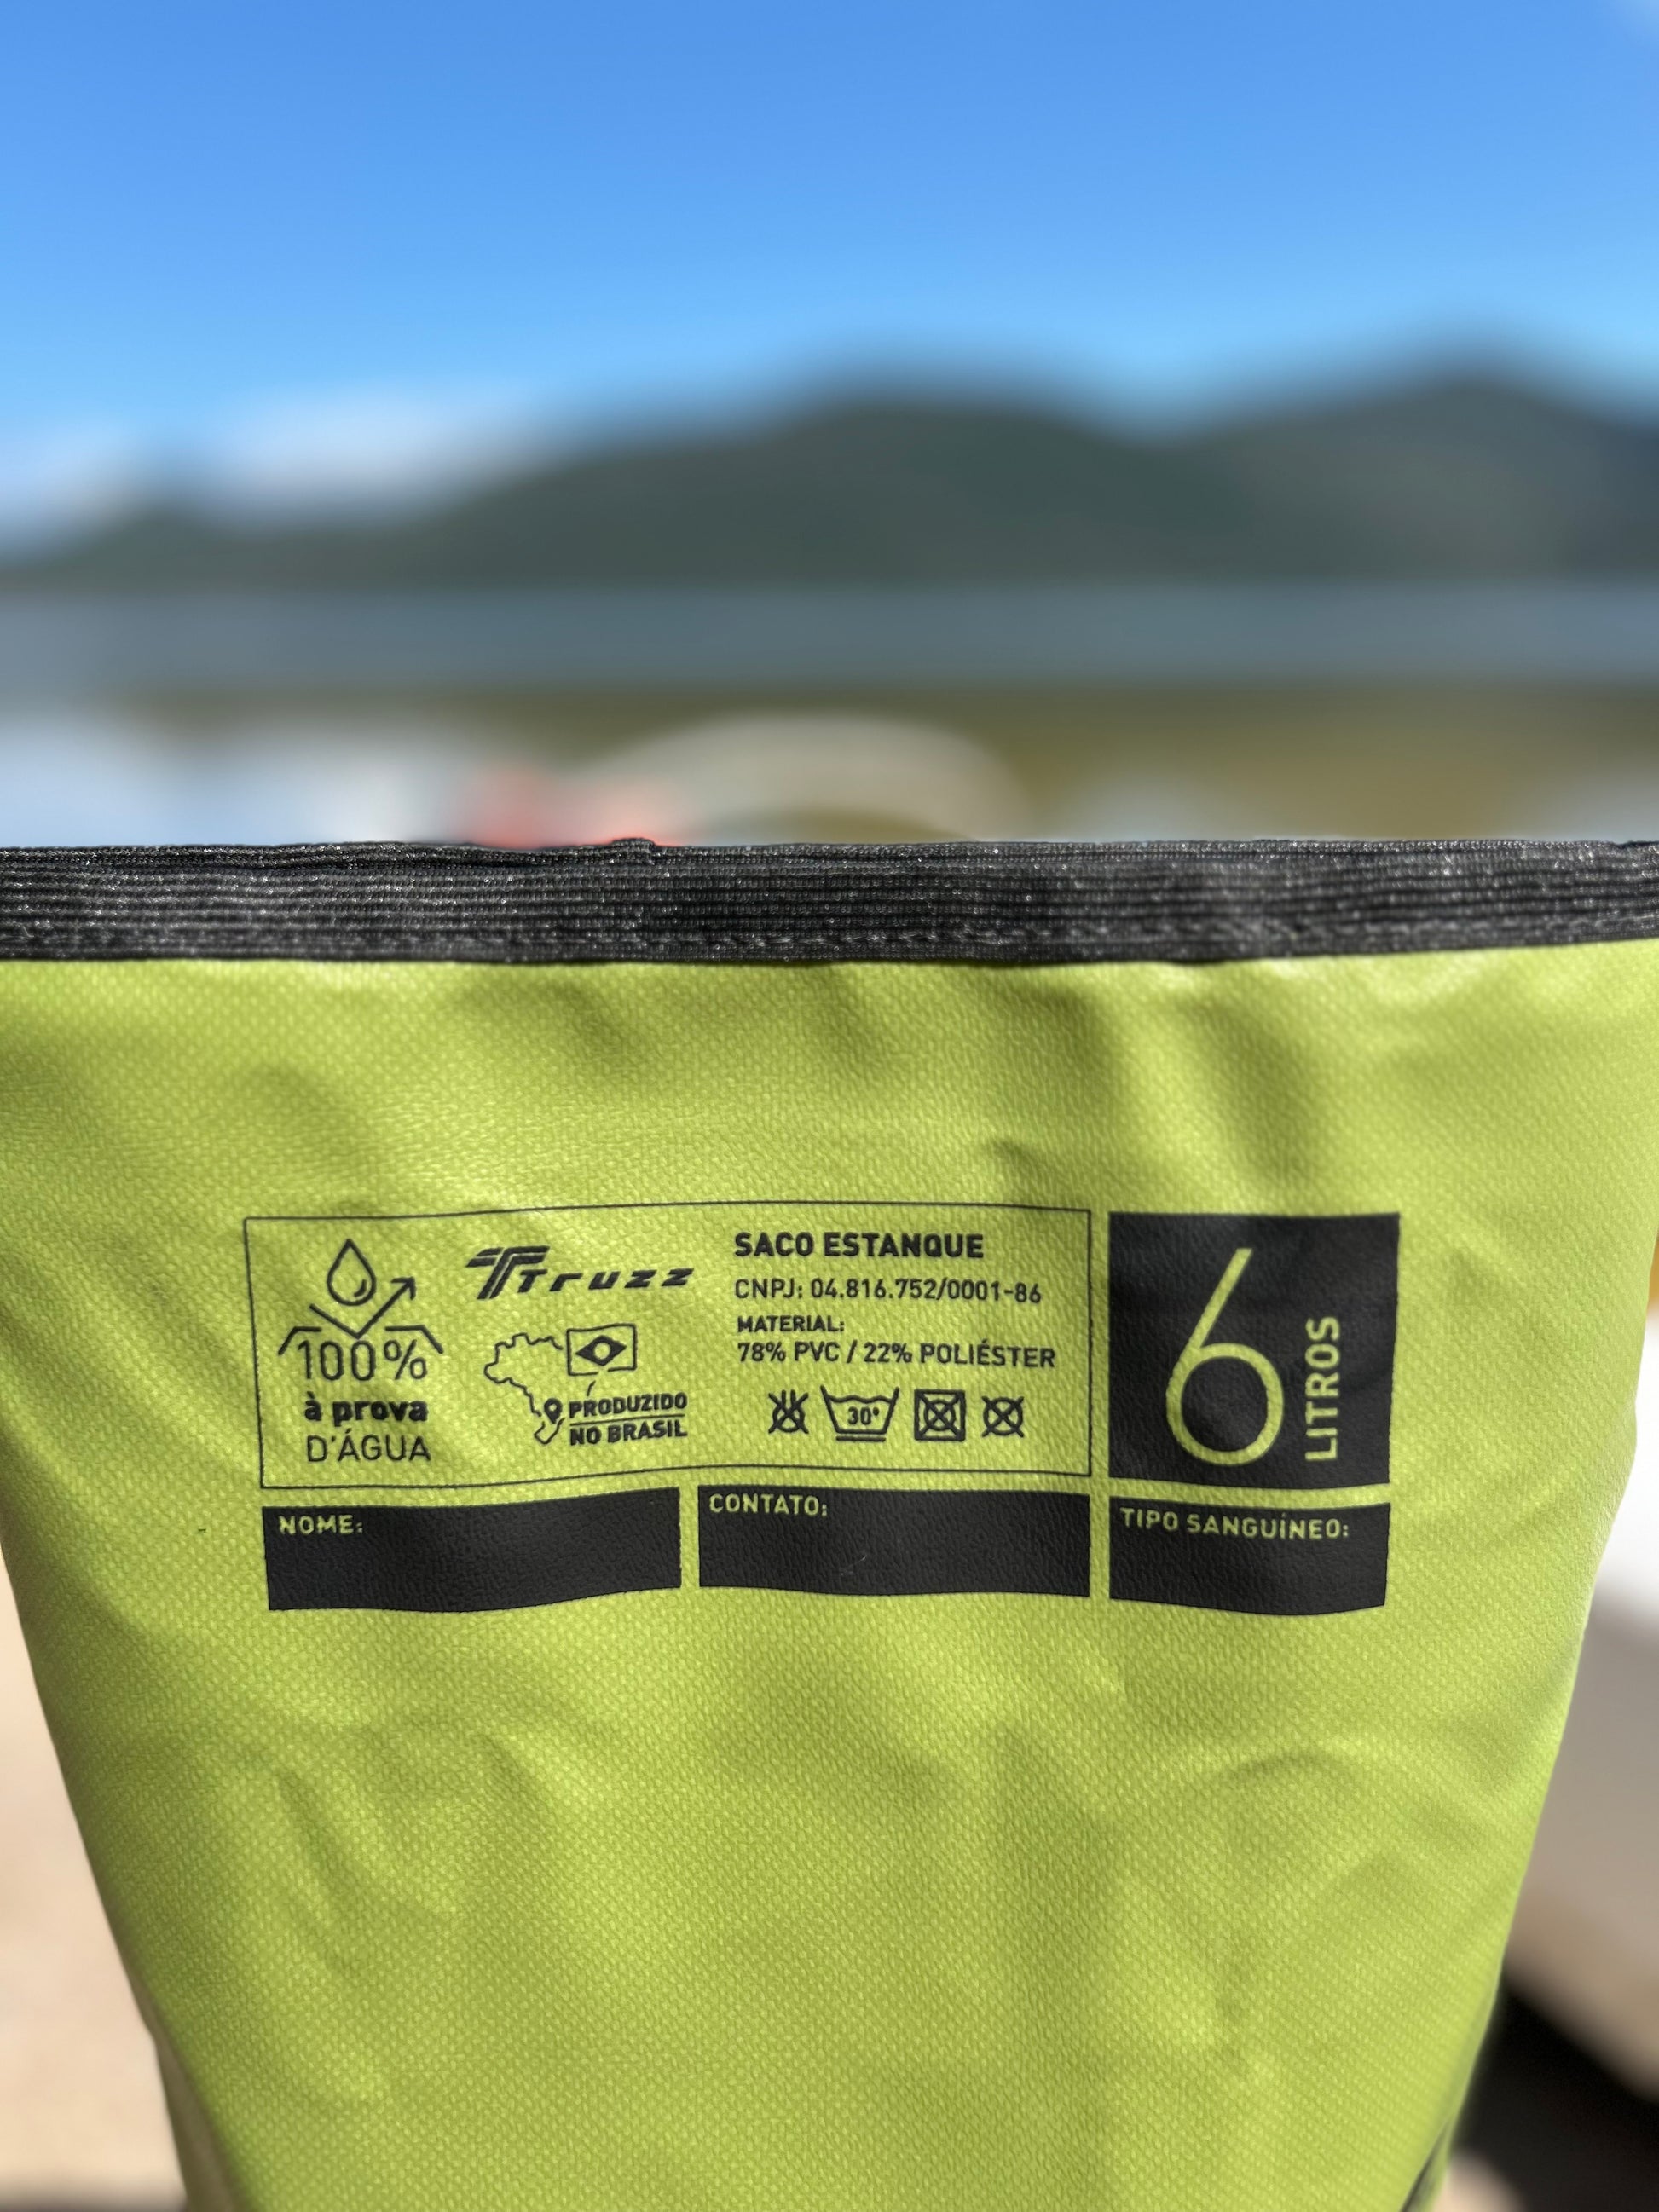 100%
à prova
D'ÁGUA
Truzz
PRODUZIDO
NO BRASIL
SACO ESTANQUE
CNPJ: 04.816.752/0001-86
MATERIAL:
78% PVC / 22% POLIÉSTER
30°
6
LITROS
NOME:
CONTATO:
TIPO SANGUÍNEO: